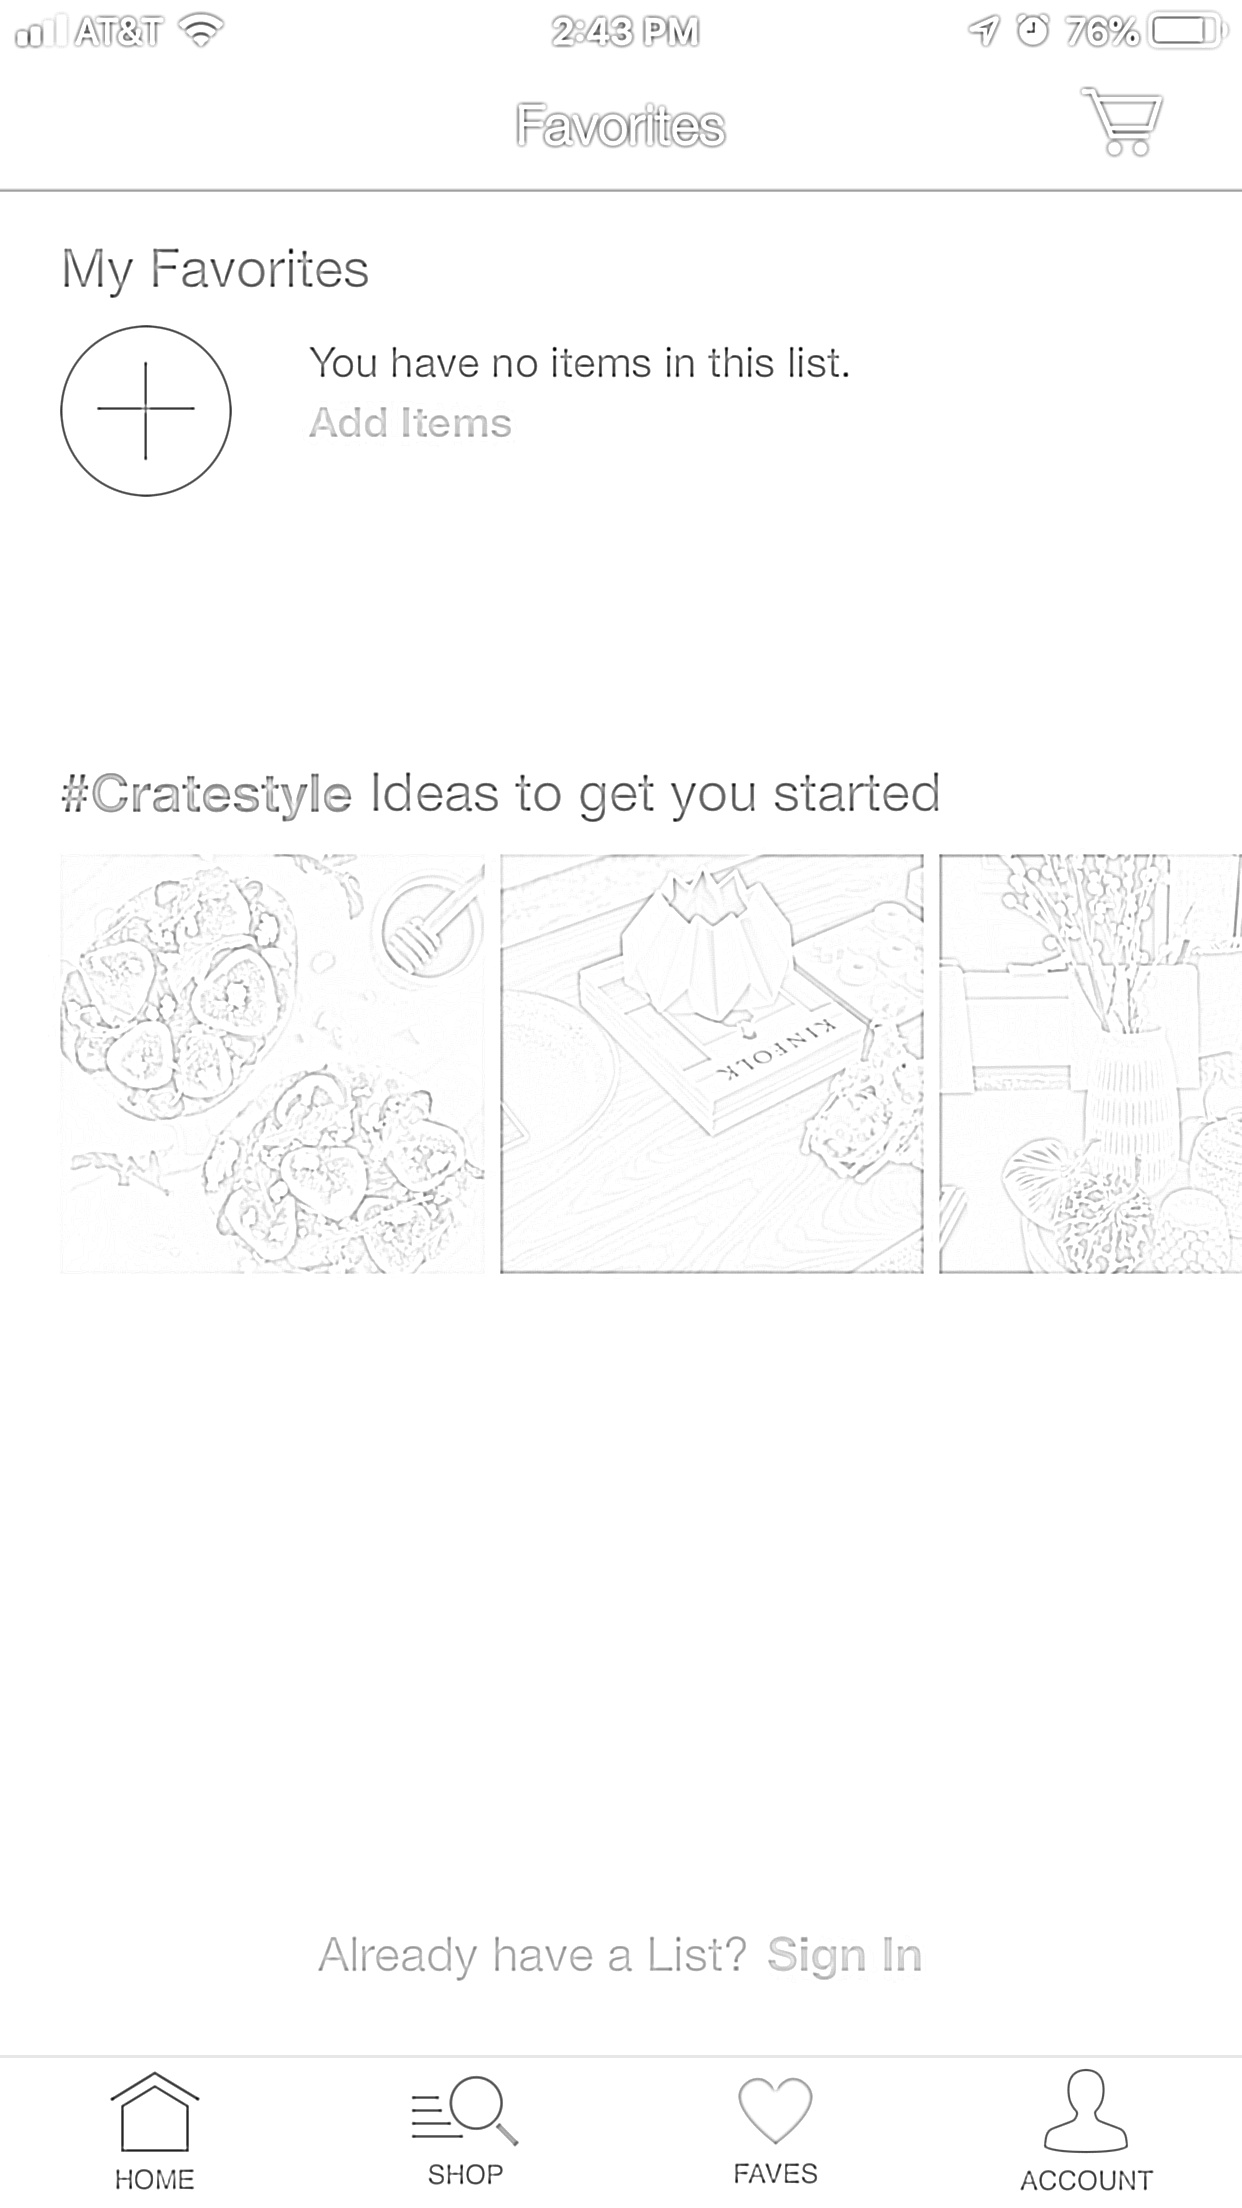 AT&T 2:43 PM 76%
Favorites
My Favorites
You have no items in this list.
Add Items
#Cratestyle Ideas to get you started
KINFOLK
Already have a List? Sign In
HOME SHOP FAVES ACCOUNT